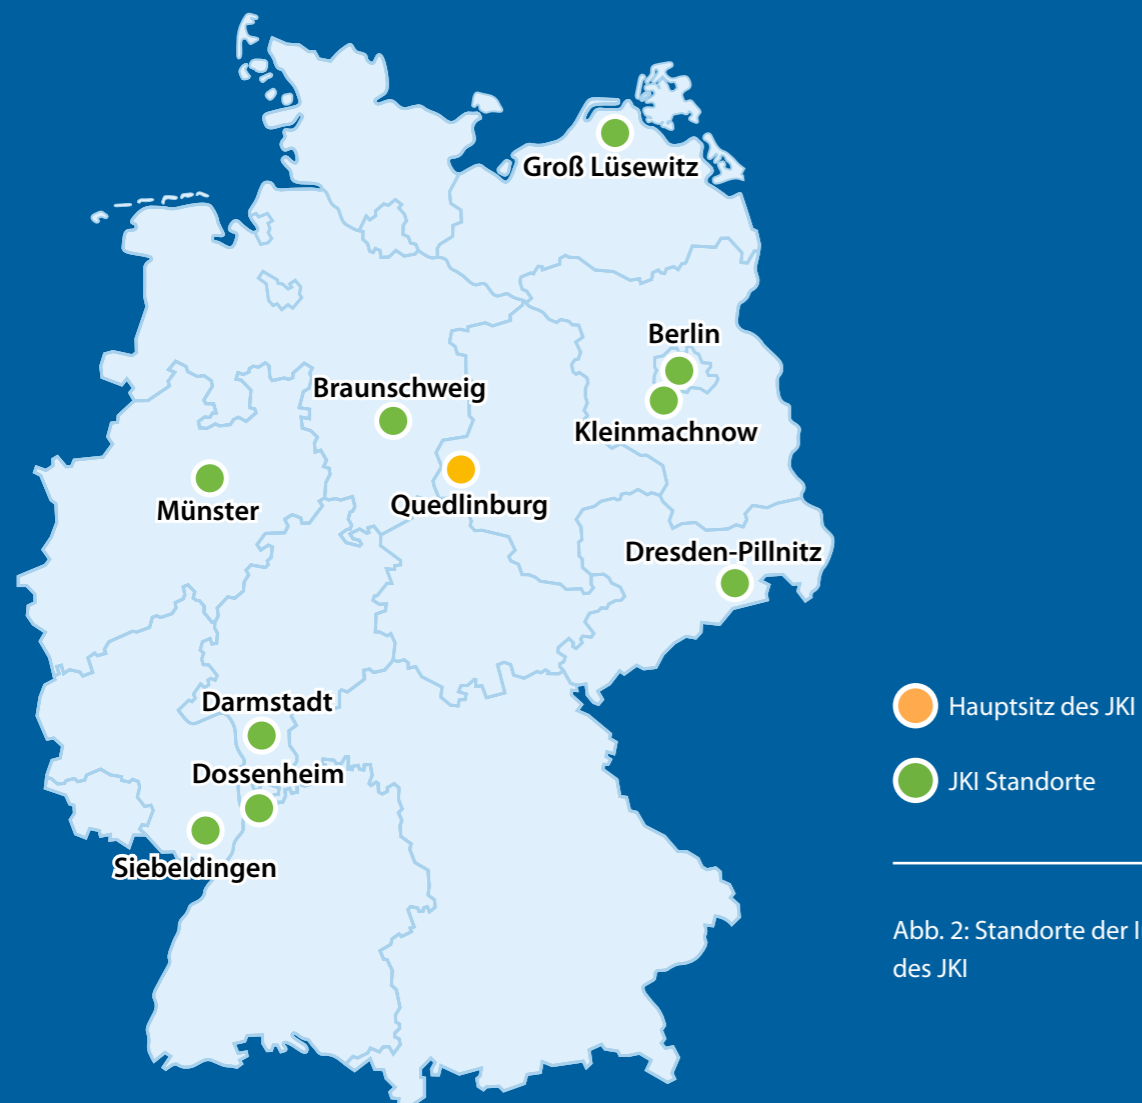 Groß Lüsewitz
Berlin
Braunschweig
Kleinmachnow
Quedlinburg
Münster
Dresden-Pillnitz
Darmstadt
Hauptsitz des JKI
Dossenheim
JKI Standorte
Siebeldingen
Abb. 2: Standorte der
des JKI